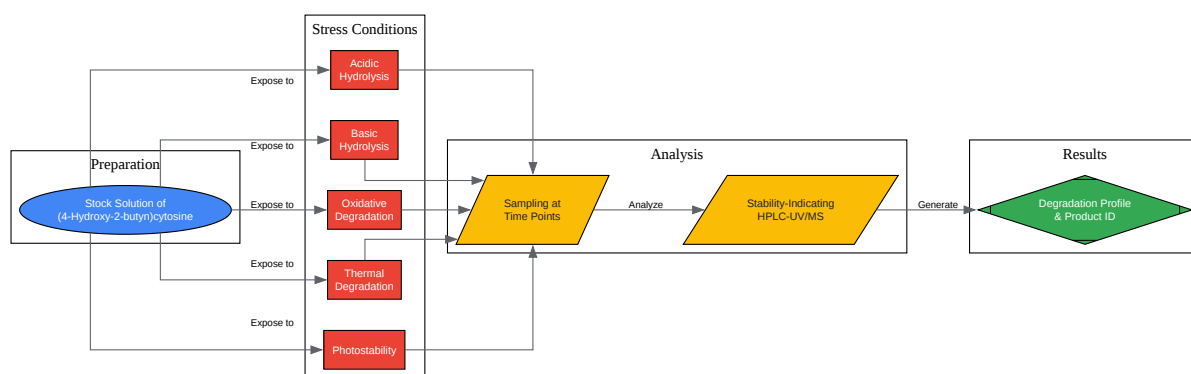 Stress Conditions
Acidic
Hydrolysis
Expose to
Basic
Hydrolysis
Expose to
Preparation
Stock Solution of
(4-Hydroxy-2-butyn)cytosine
Expose to
Oxidative
Degradation
Expose to
Thermal
Degradation
Expose to
Photostability
Analysis
Sampling at
Time Points
Analyze
Stability-Indicating
HPLC-UV/MS
Generate
Results
Degradation Profile
& Product ID